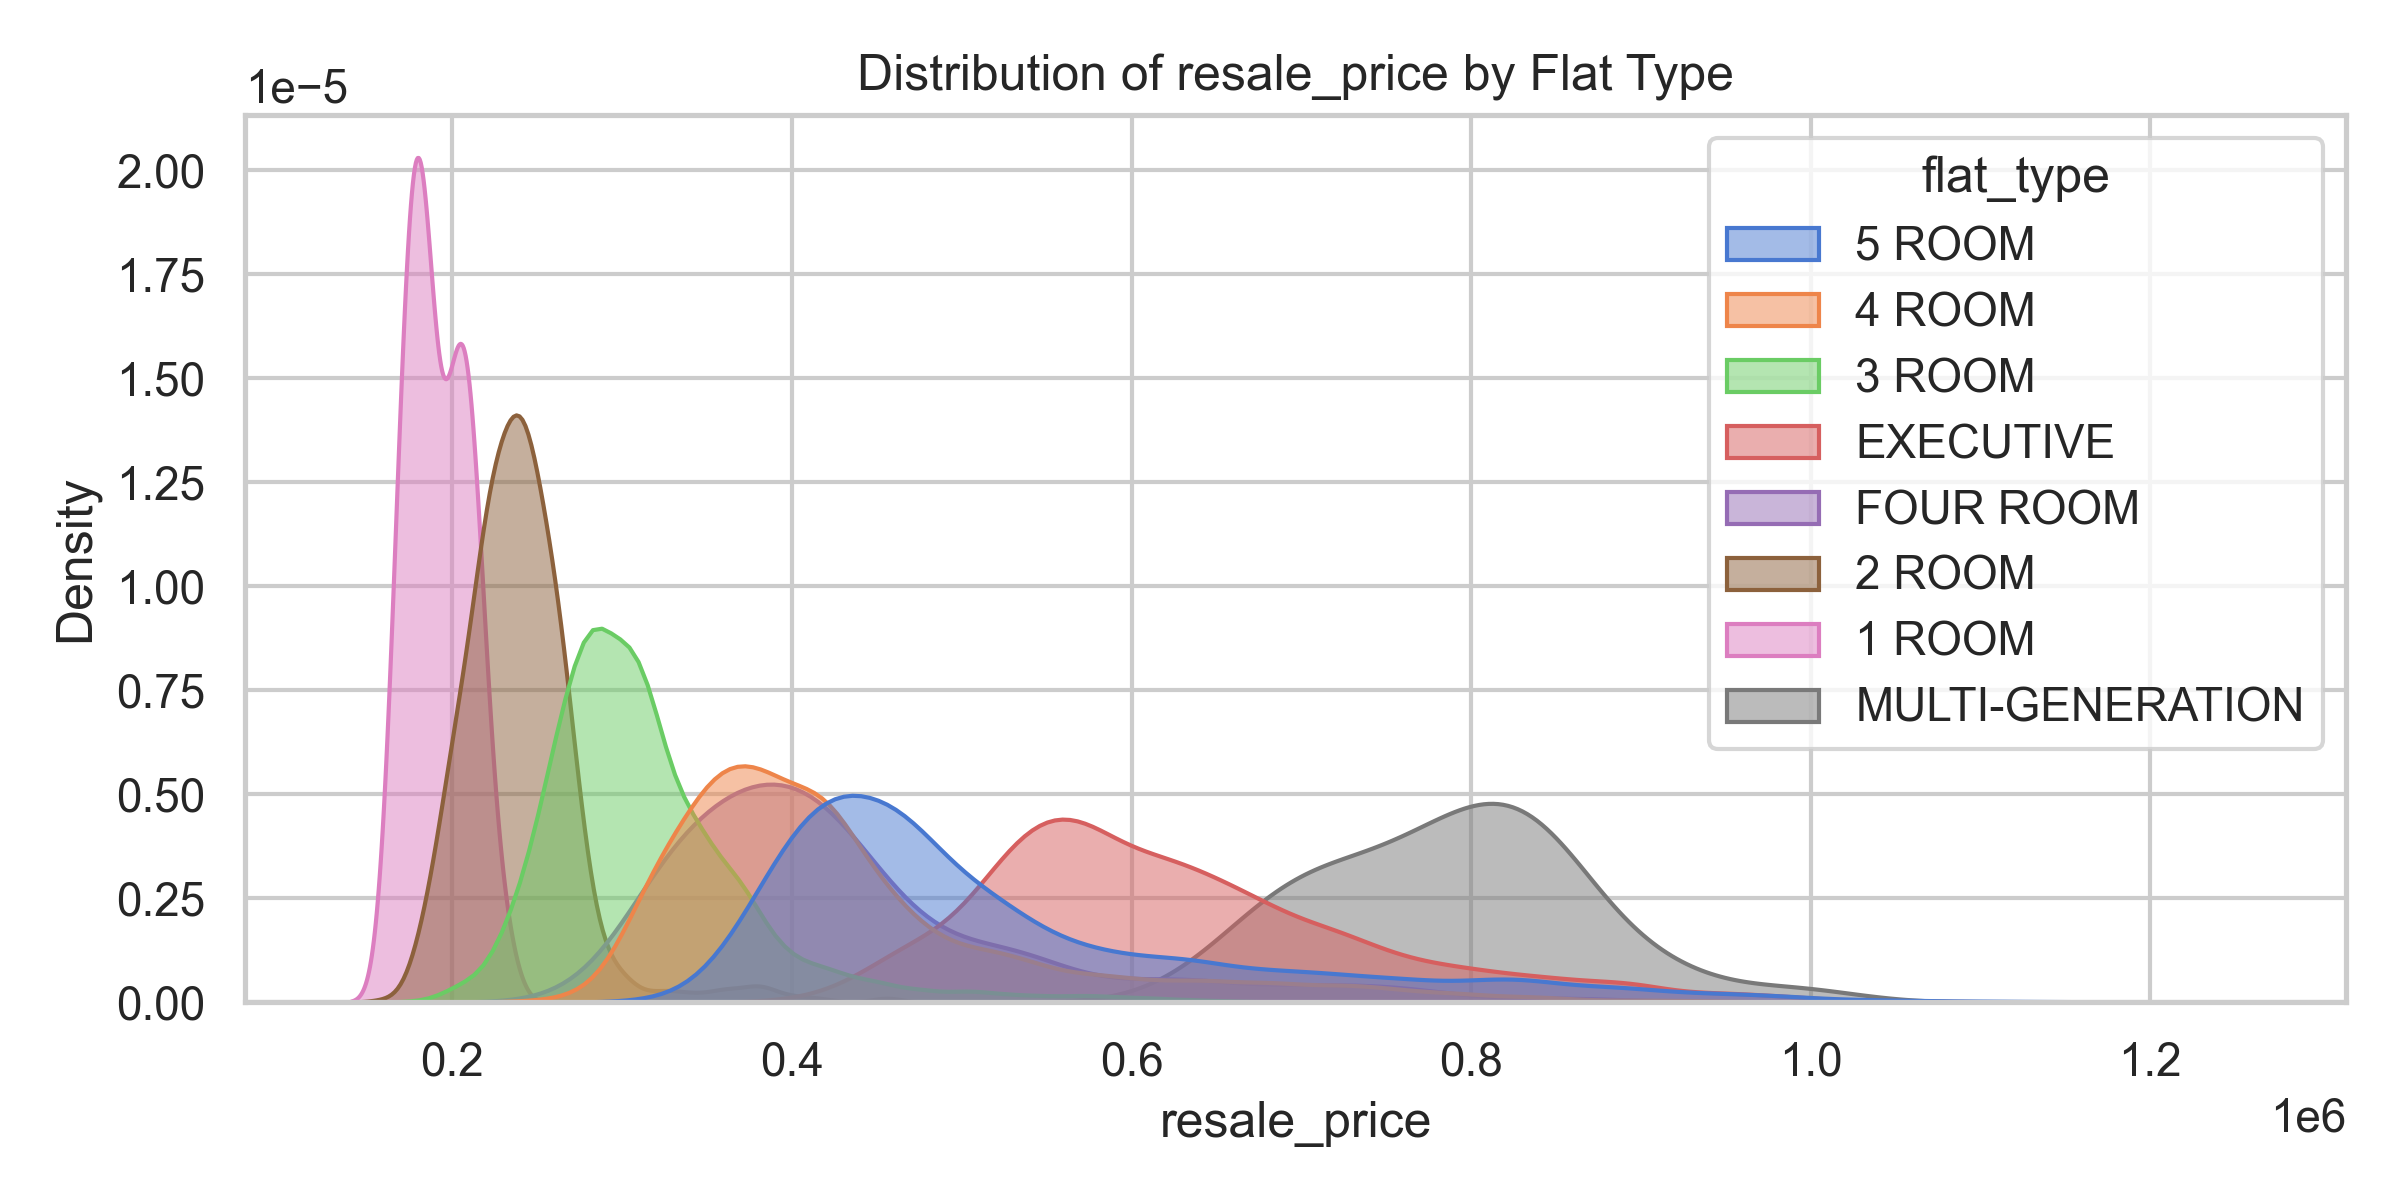 Distribution of resale_price by Flat Type
1e−5
2.00
1.75
1.50
1.25
1.00
0.75
0.50
0.25
0.00
Density
flat_type
5 ROOM
4 ROOM
3 ROOM
EXECUTIVE
FOUR ROOM
2 ROOM
1 ROOM
MULTI-GENERATION
0.2 0.4 0.6 0.8 1.0 1.2
1e6
resale_price